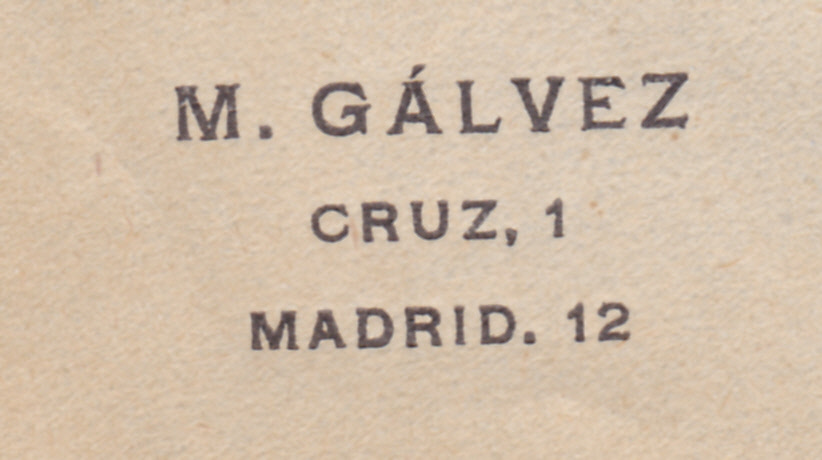 M. GÁLVEZ
CRUZ, 1
MADRID. 12